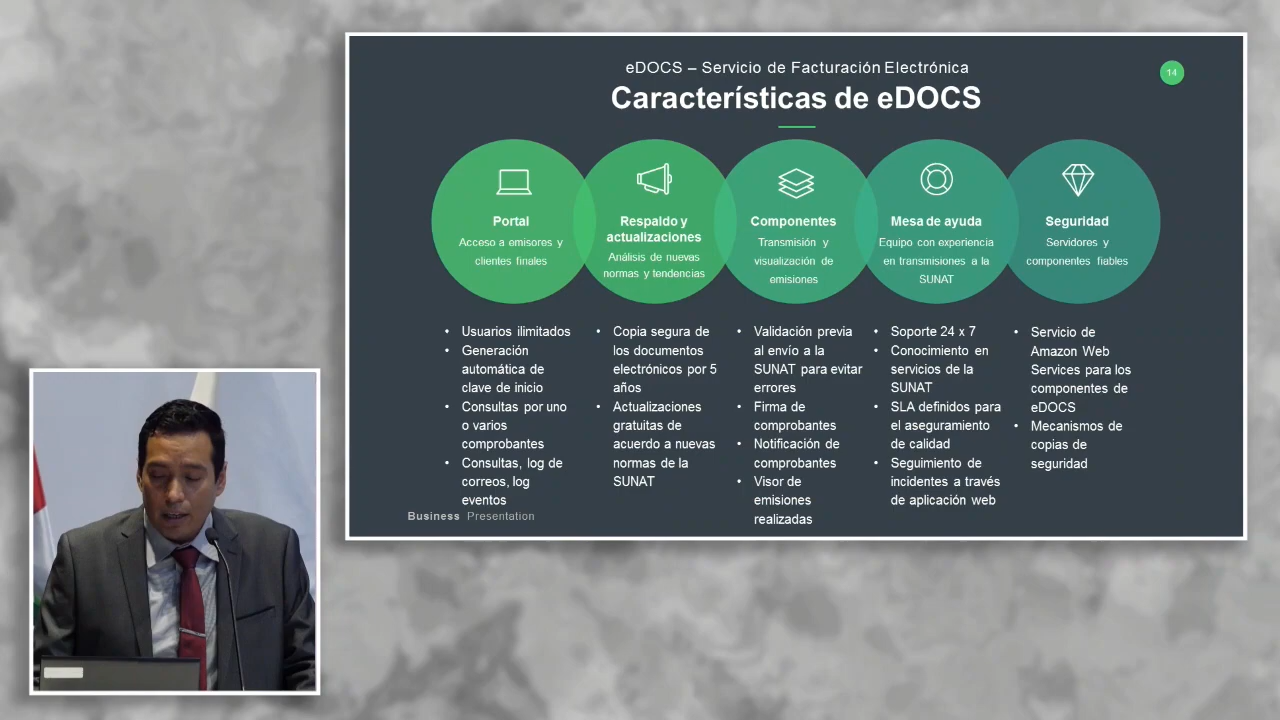 eDOCS – Servicio de Facturación Electrónica
Características de eDOCS
14
Portal
Acceso a emisores y
clientes finales
Respaldo y
actualizaciones
Análisis de nuevas
normas y tendencias
Componentes
Transmisión y
visualización de
emisiones
Mesa de ayuda
Equipo con experiencia
en transmisiones a la
SUNAT
Seguridad
Servidores y
componentes fiables
• Usuarios ilimitados
• Generación
automática de
clave de inicio
• Consultas por uno
o varios
comprobantes
• Consultas, log de
correos, log
eventos
• Copia segura de
los documentos
electrónicos por 5
años
• Actualizaciones
gratuitas de
acuerdo a nuevas
normas de la
SUNAT
• Validación previa
al envío a la
SUNAT para evitar
errores
• Firma de
comprobantes
• Notificación de
comprobantes
• Visor de
emisiones
realizadas
• Soporte 24 x 7
• Conocimiento en
servicios de la
SUNAT
• SLA definidos para
el aseguramiento
de calidad
• Seguimiento de
incidentes a través
de aplicación web
• Servicio de
Amazon Web
Services para los
componentes de
eDOCS
• Mecanismos de
copias de
seguridad
Business Presentation